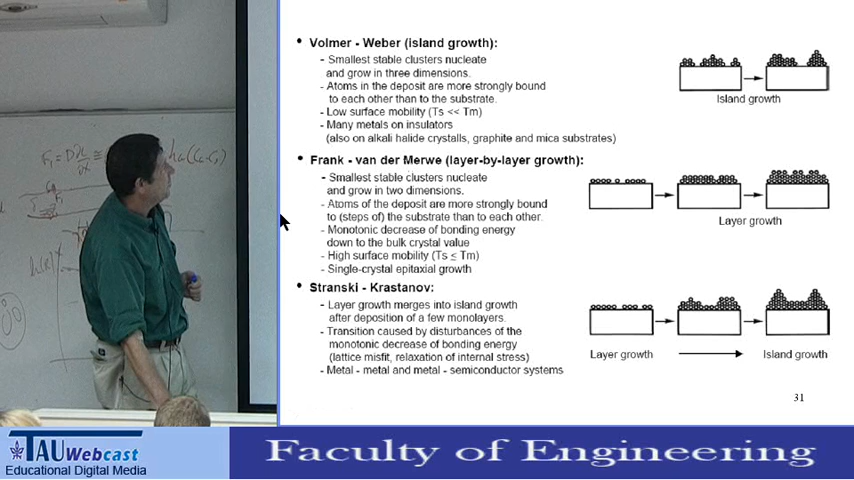 • Volmer - Weber (island growth):
- Smallest stable clusters nucleate
and grow in three dimensions.
- Atoms in the deposit are more strongly bound
to each other than to the substrate.
- Low surface mobility (Ts << Tm)
- Many metals on insulators
(also on alkali halide crystalls, graphite and mica substrates)
Island growth
• Frank - van der Merwe (layer-by-layer growth):
- Smallest stable clusters nucleate
and grow in two dimensions.
- Atoms of the deposit are more strongly bound
to (steps of) the substrate than to each other.
- Monotonic decrease of bonding energy
down to the bulk crystal value
- High surface mobility (Ts ≤ Tm)
- Single-crystal epitaxial growth
Layer growth
• Stranski - Krastanov:
- Layer growth merges into island growth
after deposition of a few monolayers.
- Transition caused by disturbances of the
monotonic decrease of bonding energy
(lattice misfit, relaxation of internal stress)
- Metal - metal and metal - semiconductor systems
Layer growth
Island growth
31
TAU Webcast
Educational Digital Media
Faculty of Engineering